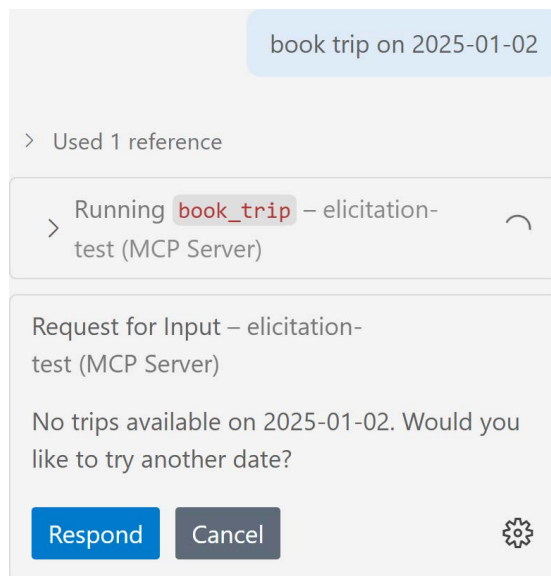 book trip on 2025-01-02
Used 1 reference
Running book_trip – elicitation-
test (MCP Server)
Request for Input – elicitation-
test (MCP Server)
No trips available on 2025-01-02. Would you
like to try another date?
Respond Cancel